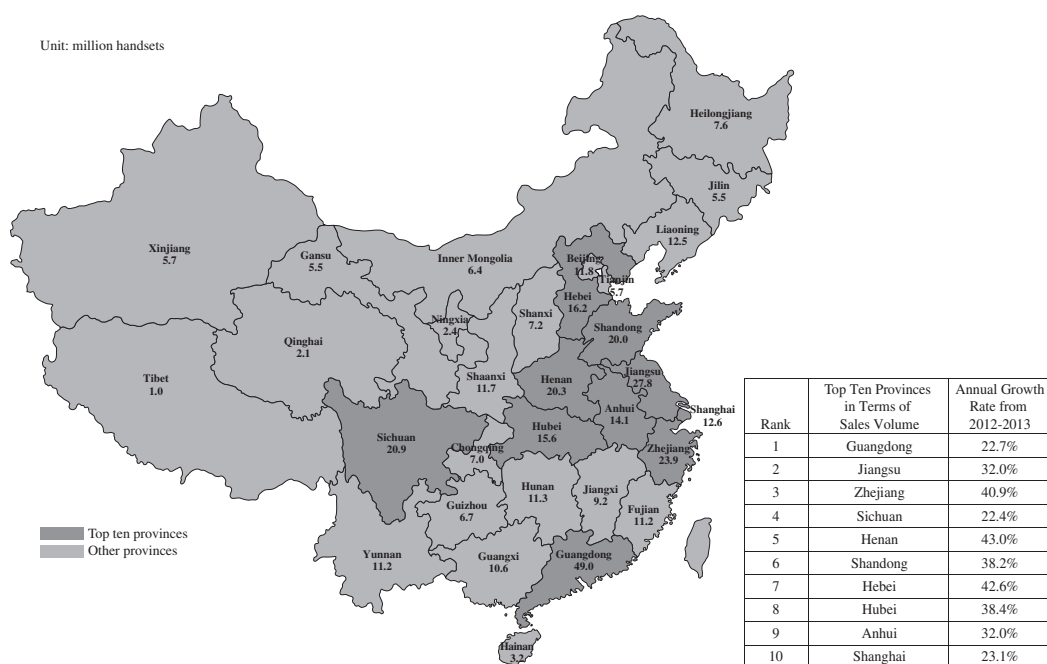 Unit: million handsets
Heilongjiang
7.6
Jilin
5.5
Liaoning
12.5
Xinjiang
5.7
Gansu
5.5
Inner Mongolia
6.4
Beijing
11.8
Tianjin
5.7
Hebei
16.2
Ningxia
2.4
Shanxi
7.2
Shandong
20.0
Qinghai
2.1
Tibet
1.0
Shaanxi
11.7
Henan
20.3
Jiangsu
27.8
Anhui
14.1
Shanghai
12.6
Sichuan
20.9
Chongqing
7.0
Hubei
15.6
Zhejiang
23.9
Hunan
11.3
Jiangxi
9.2
Guizhou
6.7
Fujian
11.2
Yunnan
11.2
Guangxi
10.6
Guangdong
49.0
Hainan
3.2
Top ten provinces
Other provinces
Top Ten Provinces Annual Growth
in Terms of Rate from
Rank Sales Volume 2012-2013
1 Guangdong 22.7%
2 Jiangsu 32.0%
3 Zhejiang 40.9%
4 Sichuan 22.4%
5 Henan 43.0%
6 Shandong 38.2%
7 Hebei 42.6%
8 Hubei 38.4%
9 Anhui 32.0%
10 Shanghai 23.1%